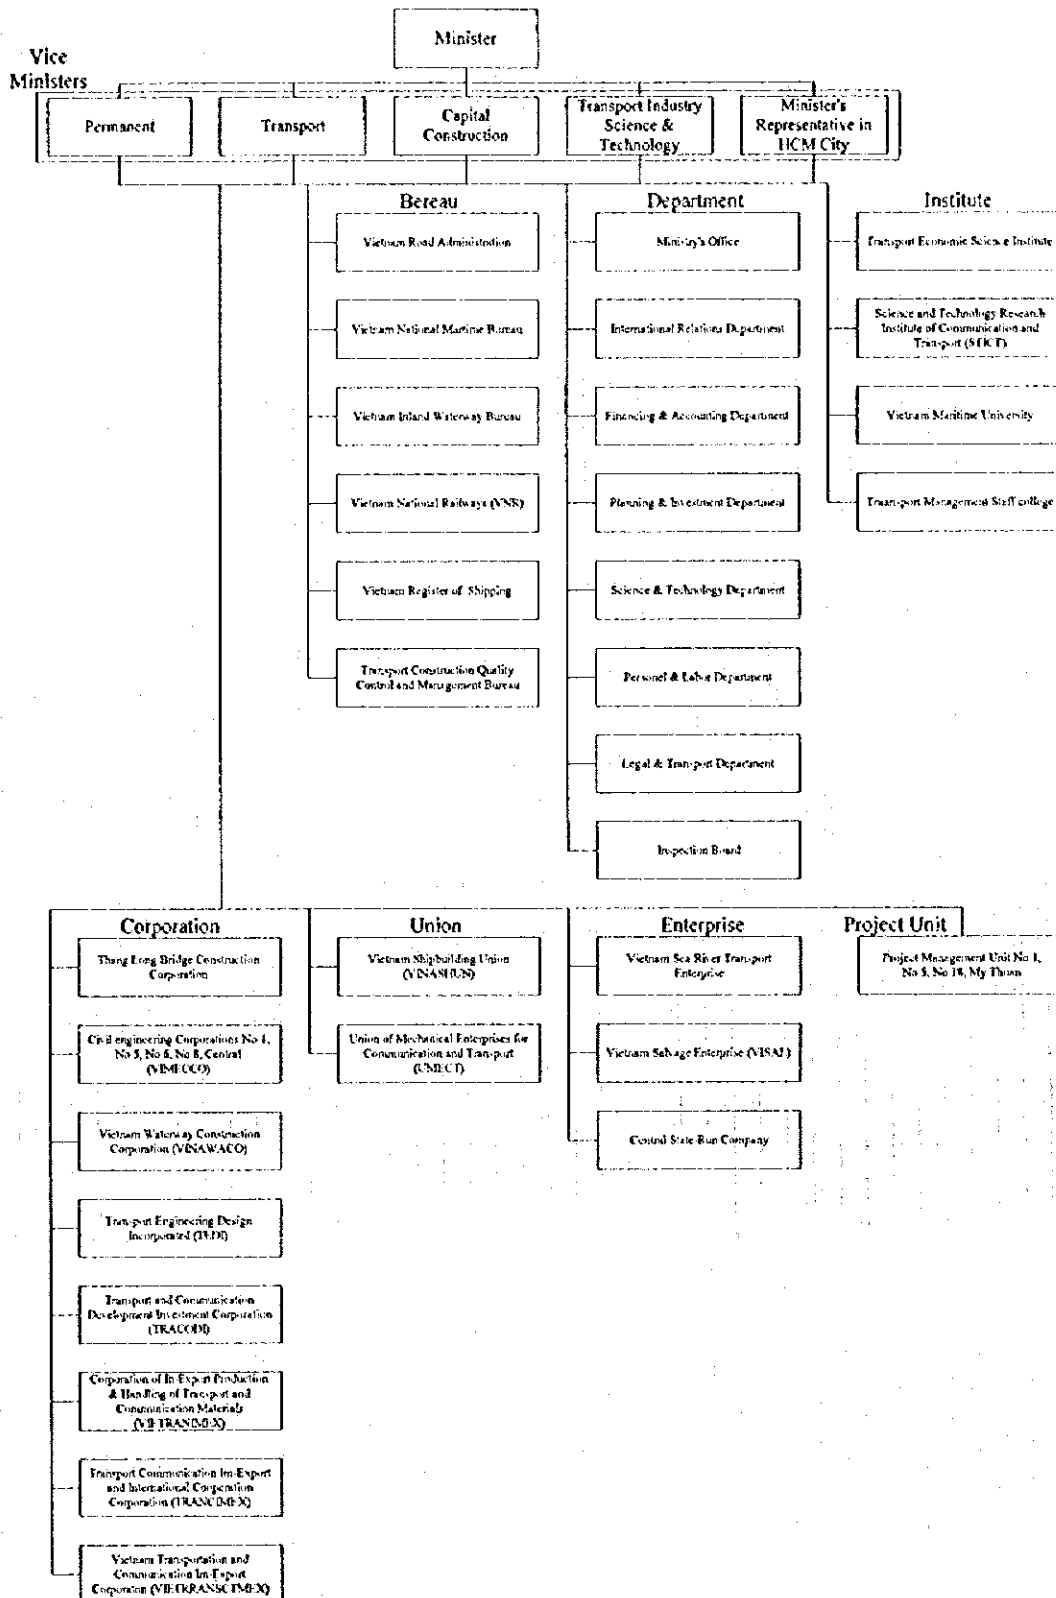 Minister
Vice
Ministers
Permanent
Transport
Capital
Construction
Transport Industry
Science &
Technology
Minister's
Representative in
HCM City
Bereau
Vietnam Road Administration
Vietnam National Martime Bureau
Vietnam Inland Waterway Bureau
Vietnam National Railways (VNR)
Vietnam Register of Shipping
Transport Construction Quality
Control and Management Bureau
Department
Ministry's Office
International Relations Department
Financing & Accounting Department
Planning & Investment Department
Science & Technology Department
Personel & Labor Department
Legal & Transport Department
Inspection Board
Institute
Transport Economic Science Institute
Science and Technology Research
Institute of Communication and
Transport (STICT)
Vietnam Maritime University
Transport Management Staff college
Corporation
Thang Long Bridge Construction
Corporation
Civil engineering Corporations No 4,
No 5, No 6, No 8, Central
(VIMECCO)
Vietnam Waterway Construction
Corporation (VINAWACO)
Transport Engineering Design
Incorporated (TEDI)
Transport and Communication
Development Investment Corporation
(TRACODI)
Corporation of In-Export Production
& Handling of Transport and
Communication Materials
(VIETRANIMEX)
Transport Communication Im-Export
and International Cooperation
Corporation (TRANCIMEX)
Vietnam Transportation and
Communication Im-Export
Corporation (VIETRRANSCIMEX)
Union
Vietnam Shipbuilding Union
(VINASHUN)
Union of Mechanical Enterprises for
Communication and Transport
(UMECT)
Enterprise
Vietnam Sea River Transport
Enterprise
Vietnam Salvage Enterprise (VISAL)
Central State-Run Company
Project Unit
Project Management Unit No 1,
No 5, No 18, My Thuan